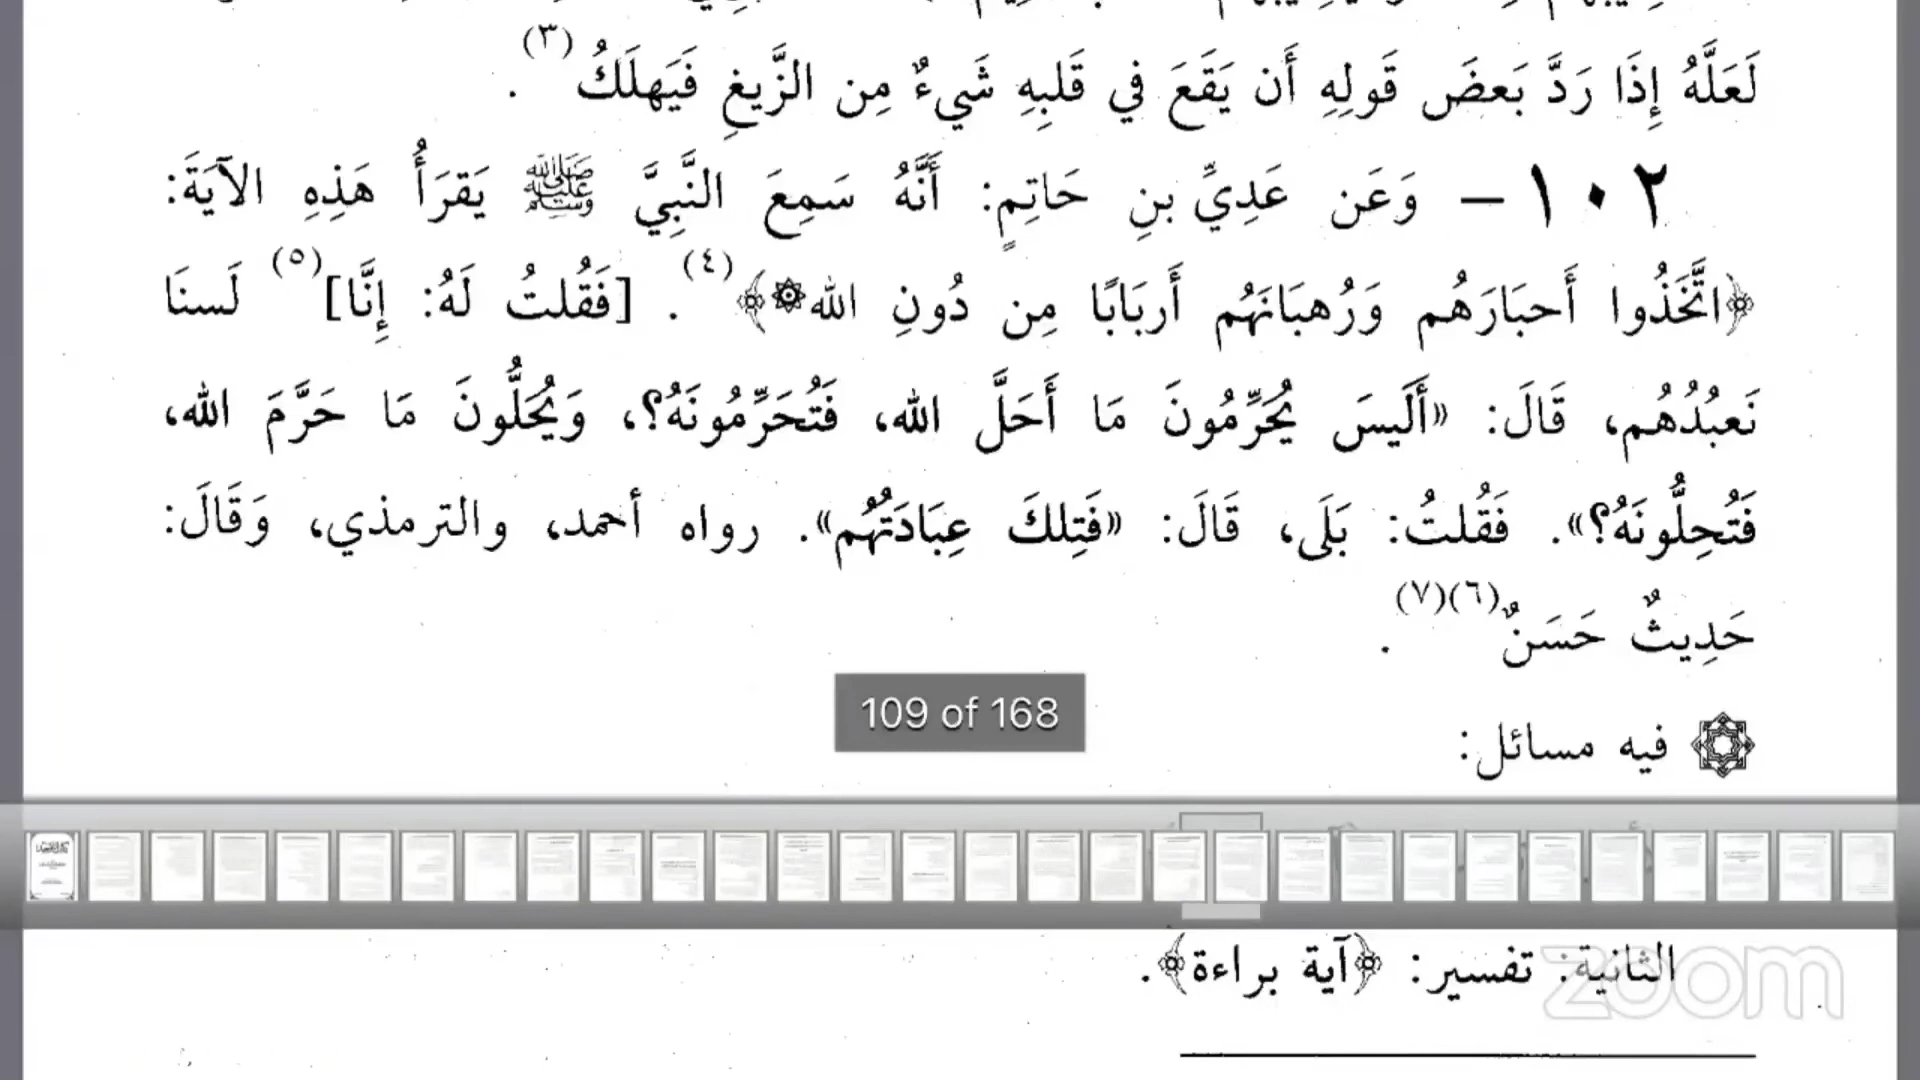 لَعَلَّهُ إِذَا رَدَّ بَعضَ قَولِهِ أَن يَقَعَ فِي قَلبِهِ شَيءٌ مِن الزَّيغِ فَيَهلَكُ(٣) .
١٠٢ – وَعَن عَدِيِّ بنِ حَاتِمٍ: أَنَّهُ سَمِعَ النَّبِيَّ ﷺ يَقرَأُ هَذِهِ الآيَةَ:
﴿اتَّخَذُوا أَحبَارَهُم وَرُهبَانَهُم أَربَابًا مِن دُونِ الله۞﴾(٤) . [فَقُلتُ لَهُ: إِنَّا](٥) لَسنَا
نَعبُدُهُم، قَالَ: «أَلَيسَ يُحَرِّمُونَ مَا أَحَلَّ الله، فَتُحَرِّمُونَهُ؟، وَيُحَلُّونَ مَا حَرَّمَ الله،
فَتُحِلُّونَهُ؟». فَقُلتُ: بَلَى، قَالَ: «فَتِلكَ عِبَادَتُهُم». رواه أحمد، والترمذي، وَقَالَ:
حَدِيثٌ حَسَنٌ(٦)(٧) .
109 of 168
فيه مسائل:
الثانية: تفسير: ﴿آية براءة﴾.
zoom